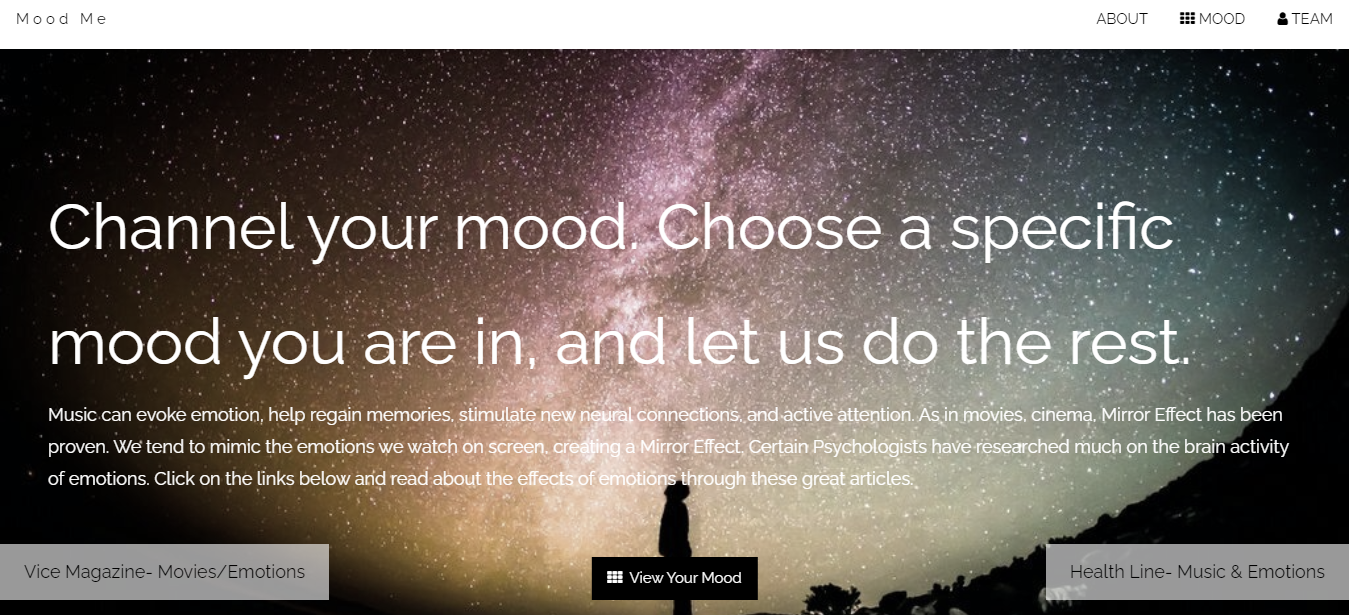 Mood Me
ABOUT MOOD TEAM
Channel your mood. Choose a specific
mood you are in, and let us do the rest.
Music can evoke emotion, help regain memories, stimulate new neural connections, and active attention. As in movies, cinema, Mirror Effect has been
proven. We tend to mimic the emotions we watch on screen, creating a Mirror Effect. Certain Psychologists have researched much on the brain activity
of emotions. Click on the links below and read about the effects of emotions through these great articles.
Vice Magazine- Movies/Emotions
View Your Mood
Health Line- Music & Emotions